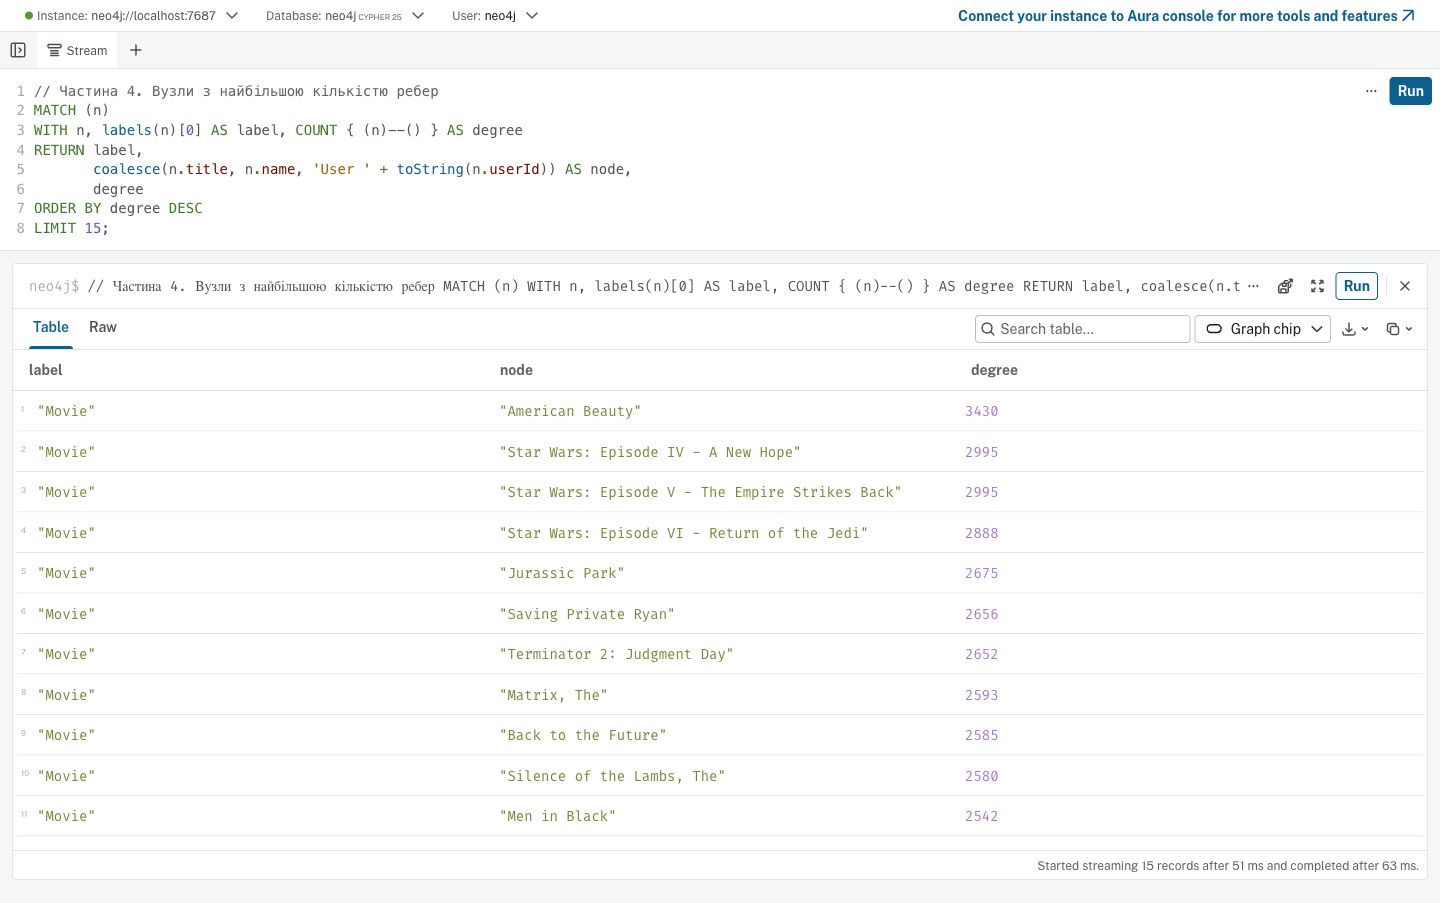 Instance: neo4j://localhost:7687 Database: neo4j CYPHER 25 User: neo4j Connect your instance to Aura console for more tools and features
Stream
1 // Частина 4. Вузли з найбільшою кількістю ребер
Run
2 MATCH (n)
3 WITH n, labels(n)[0] AS label, COUNT { (n)--() } AS degree
4 RETURN label,
5 coalesce(n.title, n.name, 'User ' + toString(n.userId)) AS node,
6 degree
7 ORDER BY degree DESC
8 LIMIT 15;
neo4j$ // Частина 4. Вузли з найбільшою кількістю ребер MATCH (n) WITH n, labels(n)[0] AS label, COUNT { (n)--() } AS degree RETURN label, coalesce(n.t ... Run
Table Raw Search table... Graph chip
label node degree
1 "Movie" "American Beauty" 3430
2 "Movie" "Star Wars: Episode IV - A New Hope" 2995
3 "Movie" "Star Wars: Episode V - The Empire Strikes Back" 2995
4 "Movie" "Star Wars: Episode VI - Return of the Jedi" 2888
5 "Movie" "Jurassic Park" 2675
6 "Movie" "Saving Private Ryan" 2656
7 "Movie" "Terminator 2: Judgment Day" 2652
8 "Movie" "Matrix, The" 2593
9 "Movie" "Back to the Future" 2585
10 "Movie" "Silence of the Lambs, The" 2580
11 "Movie" "Men in Black" 2542
Started streaming 15 records after 51 ms and completed after 63 ms.